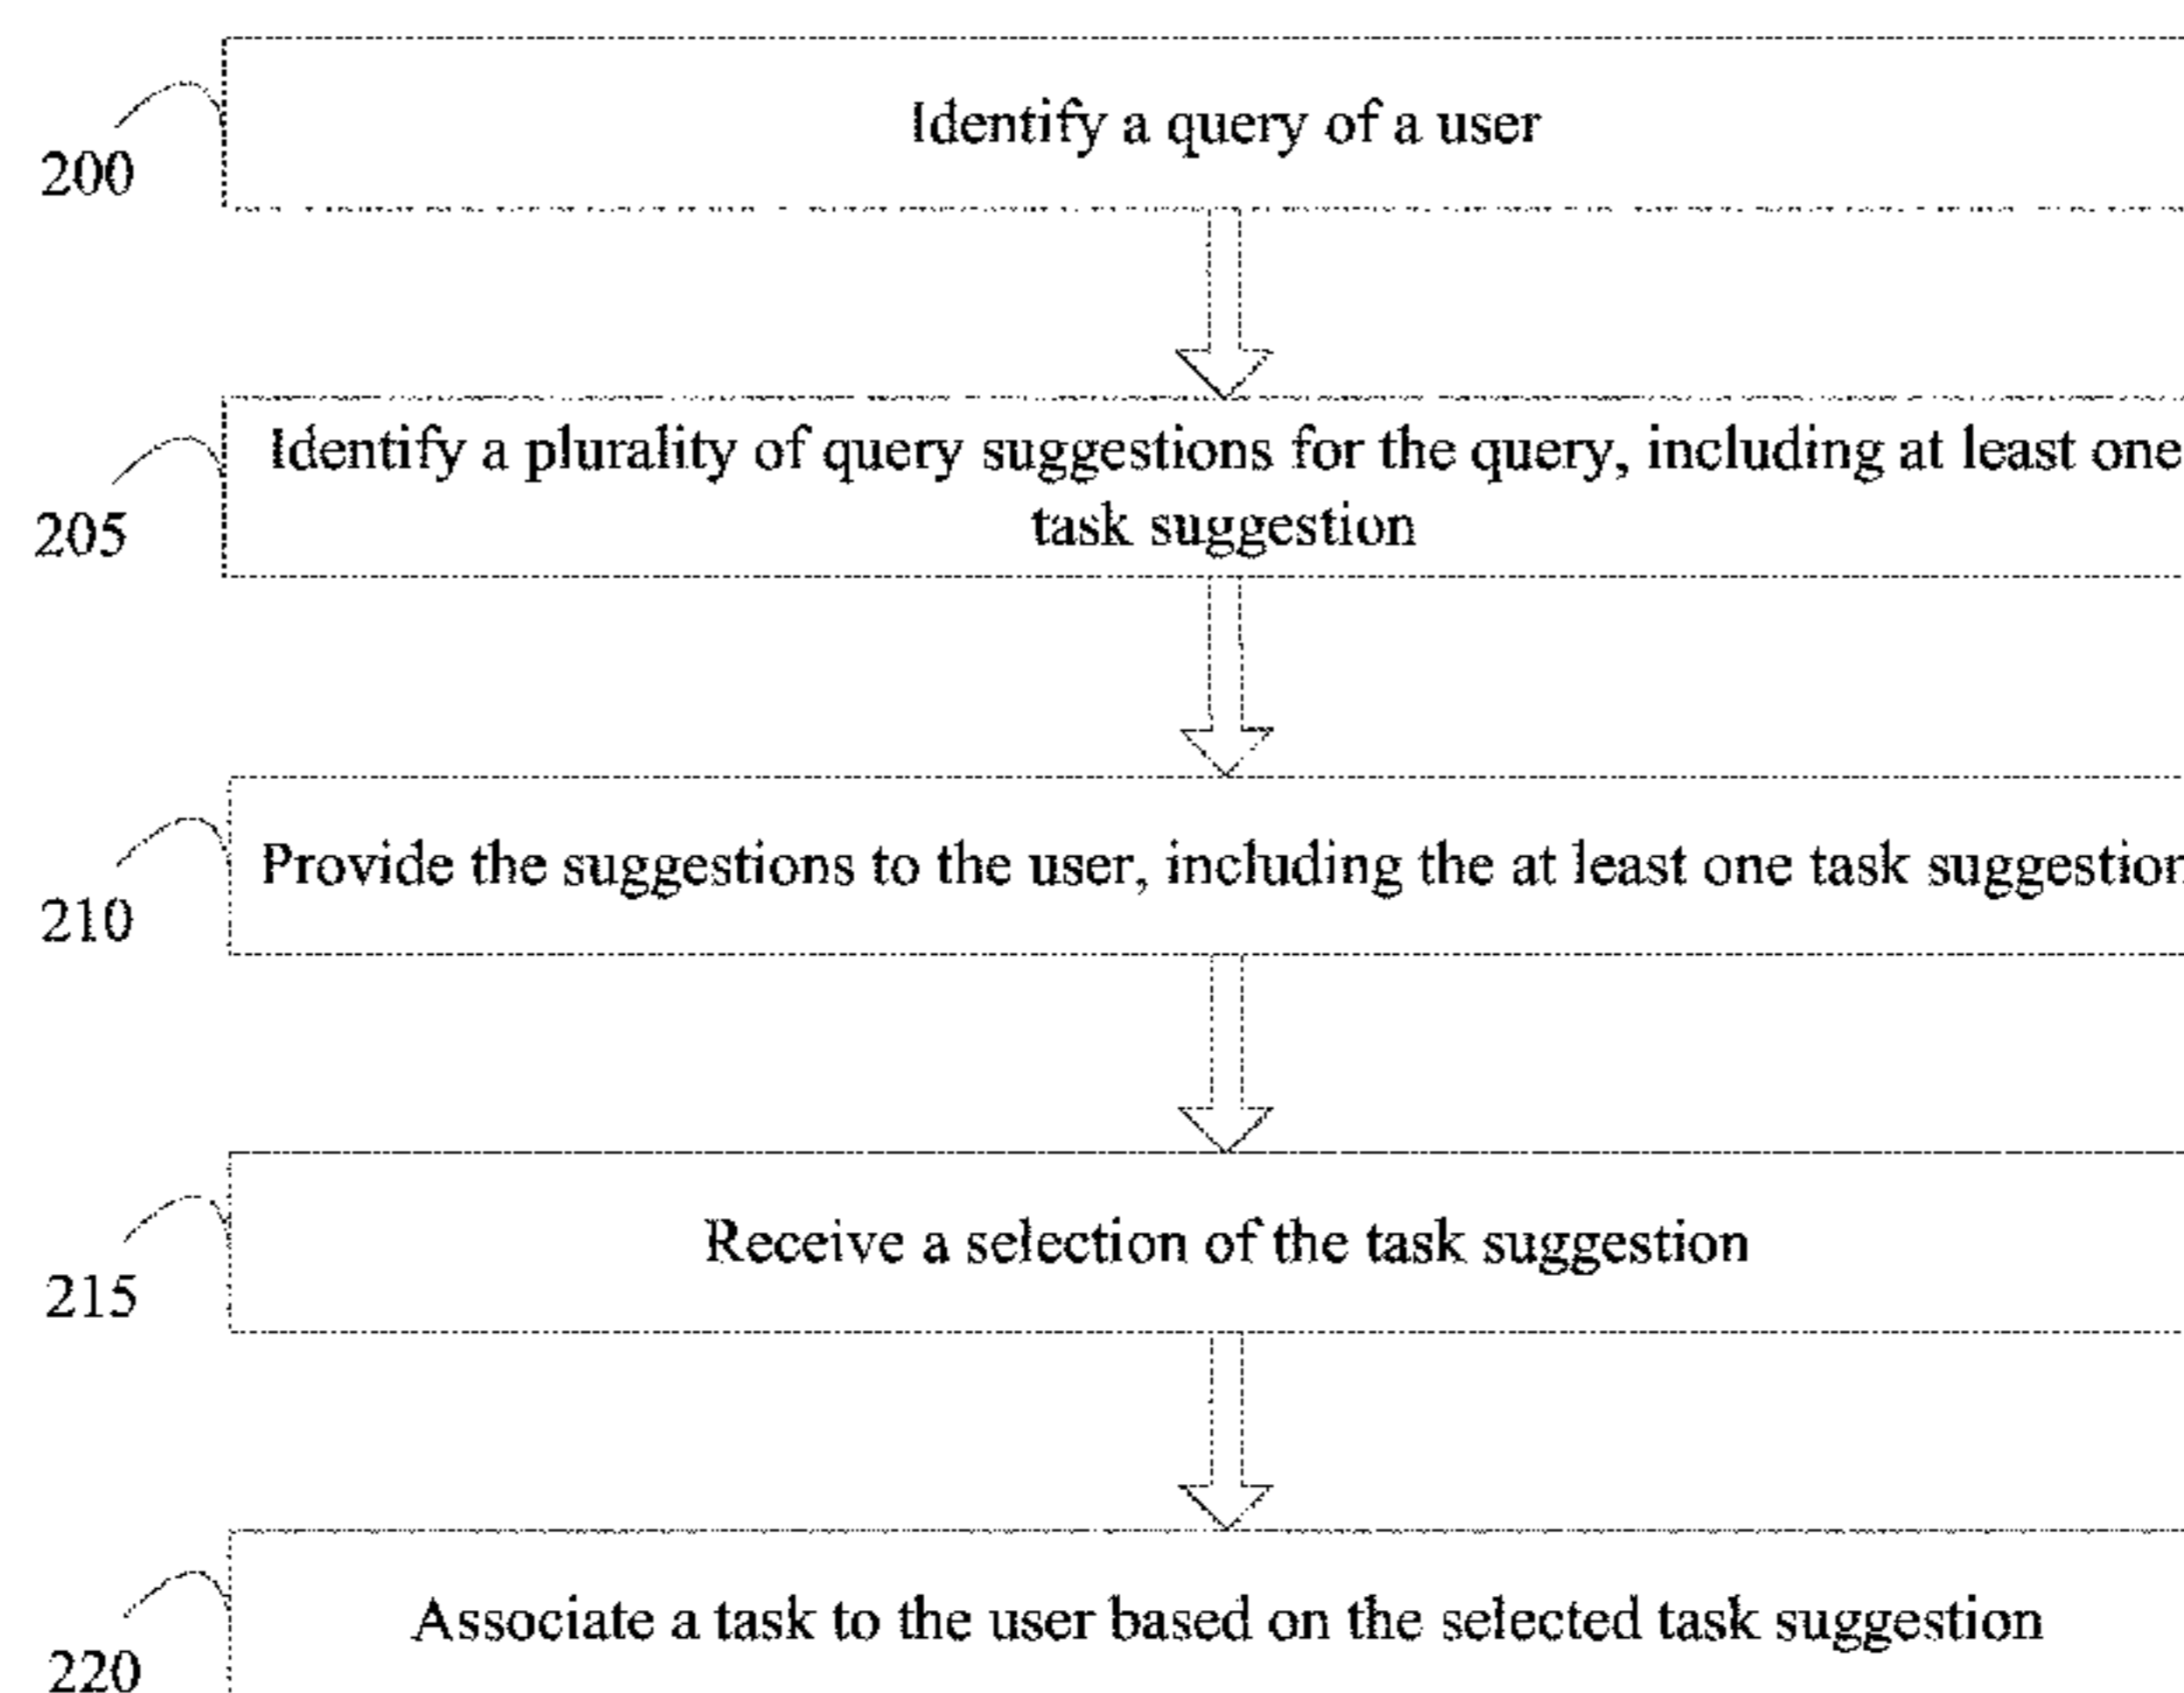 Identify a query of a user
200
Identify a plurality of query suggestions for the query, including at least one
task suggestion
205
Provide the suggestions to the user, including the at least one task suggestion
210
Receive a selection of the task suggestion
215
Associate a task to the user based on the selected task suggestion
220